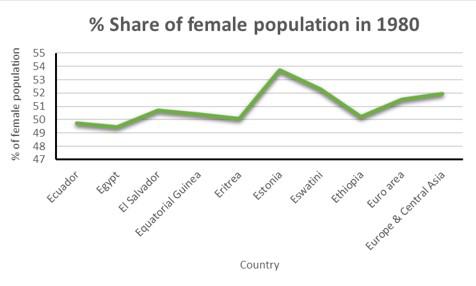 % Share of female population in 1980
% of female population
55
54
53
52
51
50
49
48
47
Ecuador
Egypt
El Salvador
Equatorial Guinea
Eritrea
Estonia
Eswatini
Ethiopia
Euro area
Europe & Central Asia
Country